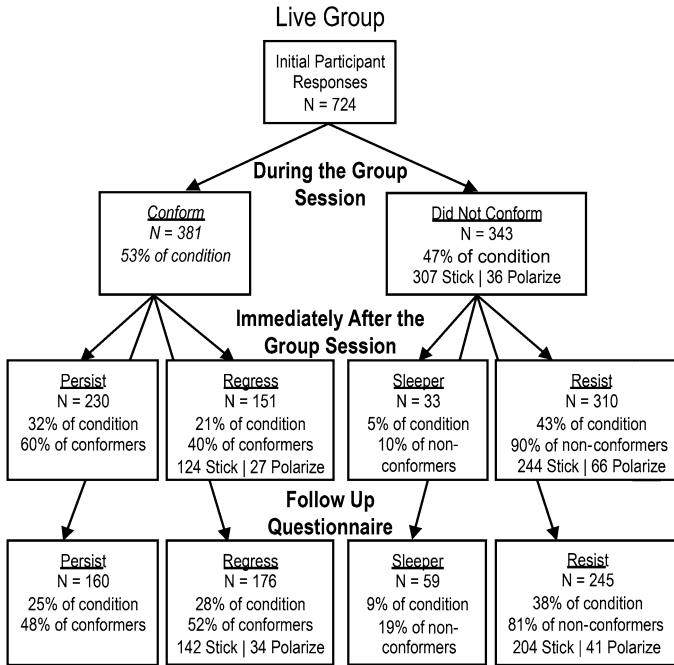 Live Group
Initial Participant
Responses
N = 724
During the Group
Session
Conform
N = 381
53% of condition
Did Not Conform
N = 343
47% of condition
307 Stick | 36 Polarize
Immediately After the
Group Session
Persist
N = 230
32% of condition
60% of conformers
Regress
N = 151
21% of condition
40% of conformers
124 Stick | 27 Polarize
Sleeper
N = 33
5% of condition
10% of non-
conformers
Resist
N = 310
43% of condition
90% of non-conformers
244 Stick | 66 Polarize
Follow Up
Questionnaire
Persist
N = 160
25% of condition
48% of conformers
Regress
N = 176
28% of condition
52% of conformers
142 Stick | 34 Polarize
Sleeper
N = 59
9% of condition
19% of non-
conformers
Resist
N = 245
38% of condition
81% of non-conformers
204 Stick | 41 Polarize